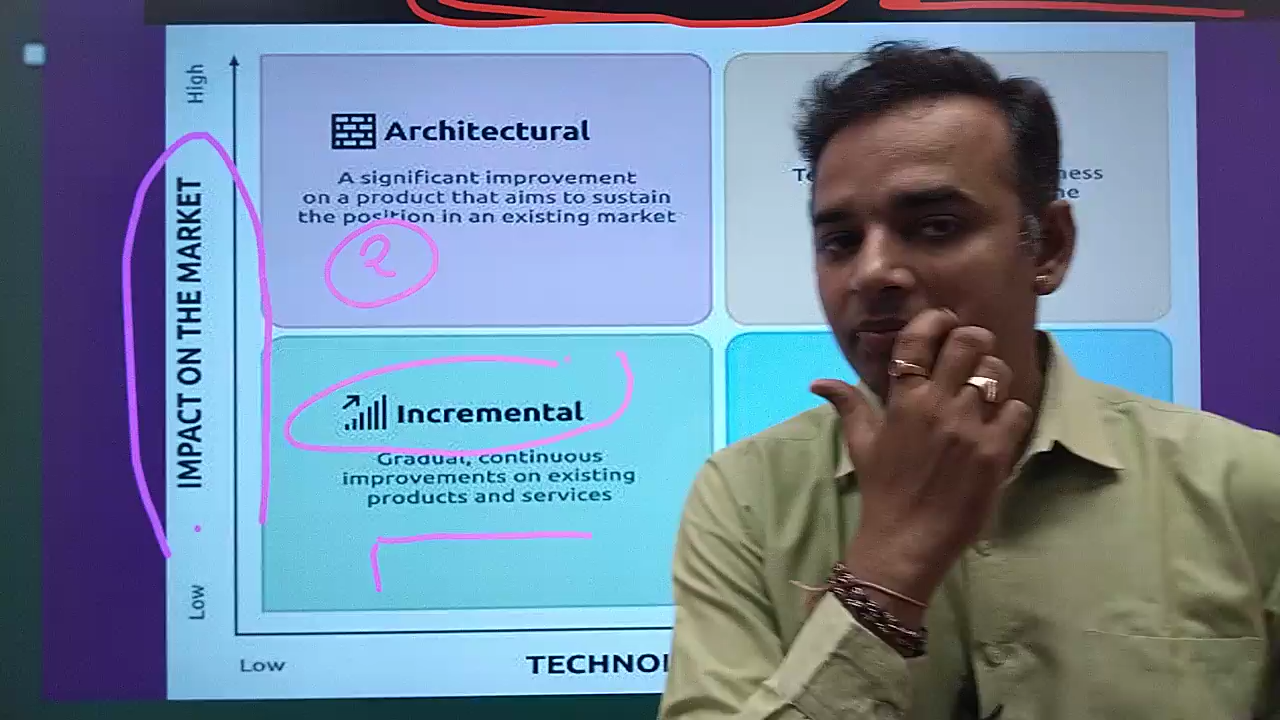 High
IMPACT ON THE MARKET
Low
Architectural
A significant improvement
on a product that aims to sustain
the position in an existing market
2
Incremental
Gradual, continuous
improvements on existing
products and services
Low